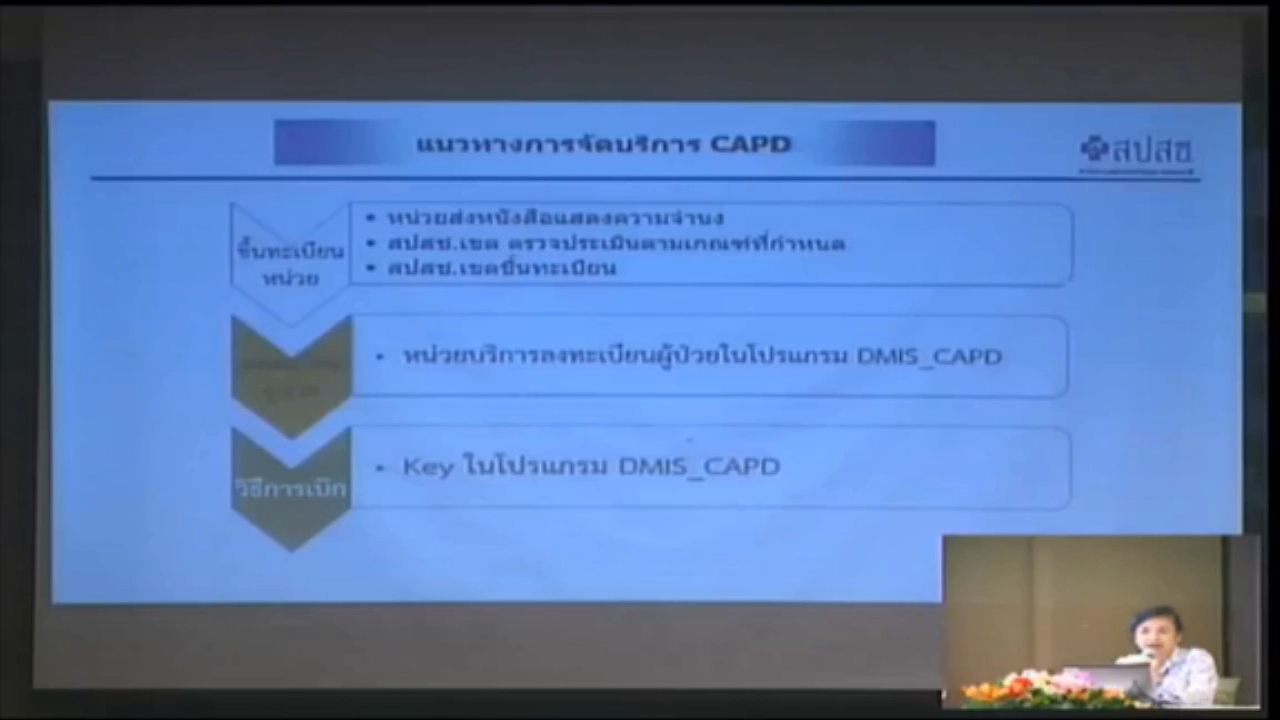 แนวทางการจัดบริการ CAPD
สปสช
ขึ้นทะเบียน
หน่วย
• หน่วยส่งหนังสือแสดงความจำนง
• สปสช.เขต ตรวจประเมินตามเกณฑ์ที่กำหนด
• สปสช.เขตขึ้นทะเบียน
• หน่วยบริการลงทะเบียนผู้ป่วยในโปรแกรม DMIS_CAPD
วิธีการเบิก
• Key ในโปรแกรม DMIS_CAPD